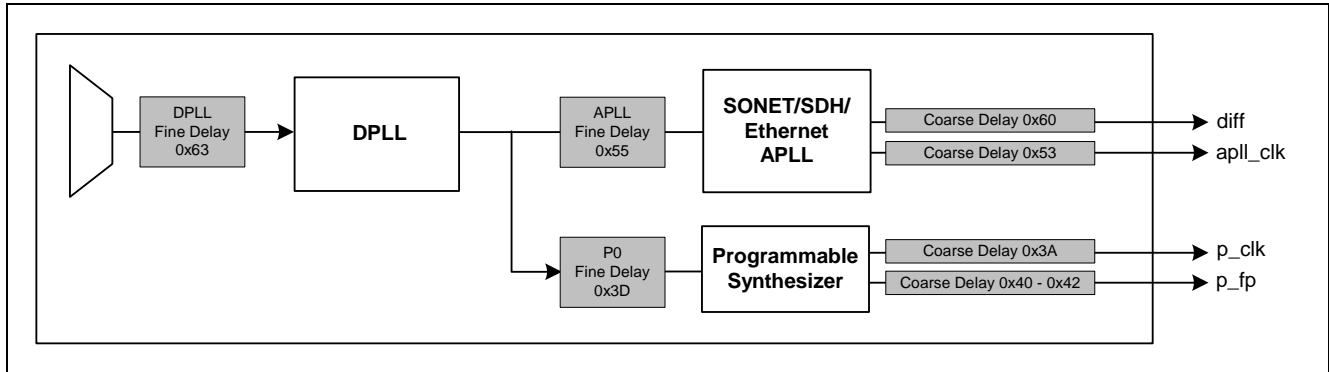 DPLL
Fine Delay
0x63
DPLL
APLL
Fine Delay
0x55
SONET/SDH/
Ethernet
APLL
Coarse Delay 0x60
diff
Coarse Delay 0x53
apll_clk
P0
Fine Delay
0x3D
Programmable
Synthesizer
Coarse Delay 0x3A
p_clk
Coarse Delay 0x40 - 0x42
p_fp